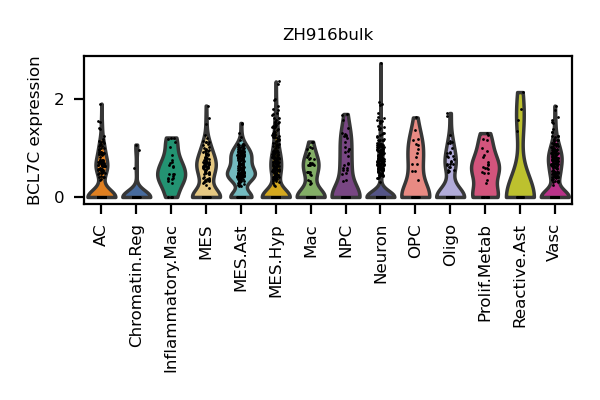 ZH916bulk
BCL7C expression
2
0
AC
Chromatin.Reg
Inflammatory.Mac
MES
MES.Ast
MES.Hyp
Mac
NPC
Neuron
OPC
Oligo
Prolif.Metab
Reactive.Ast
Vasc